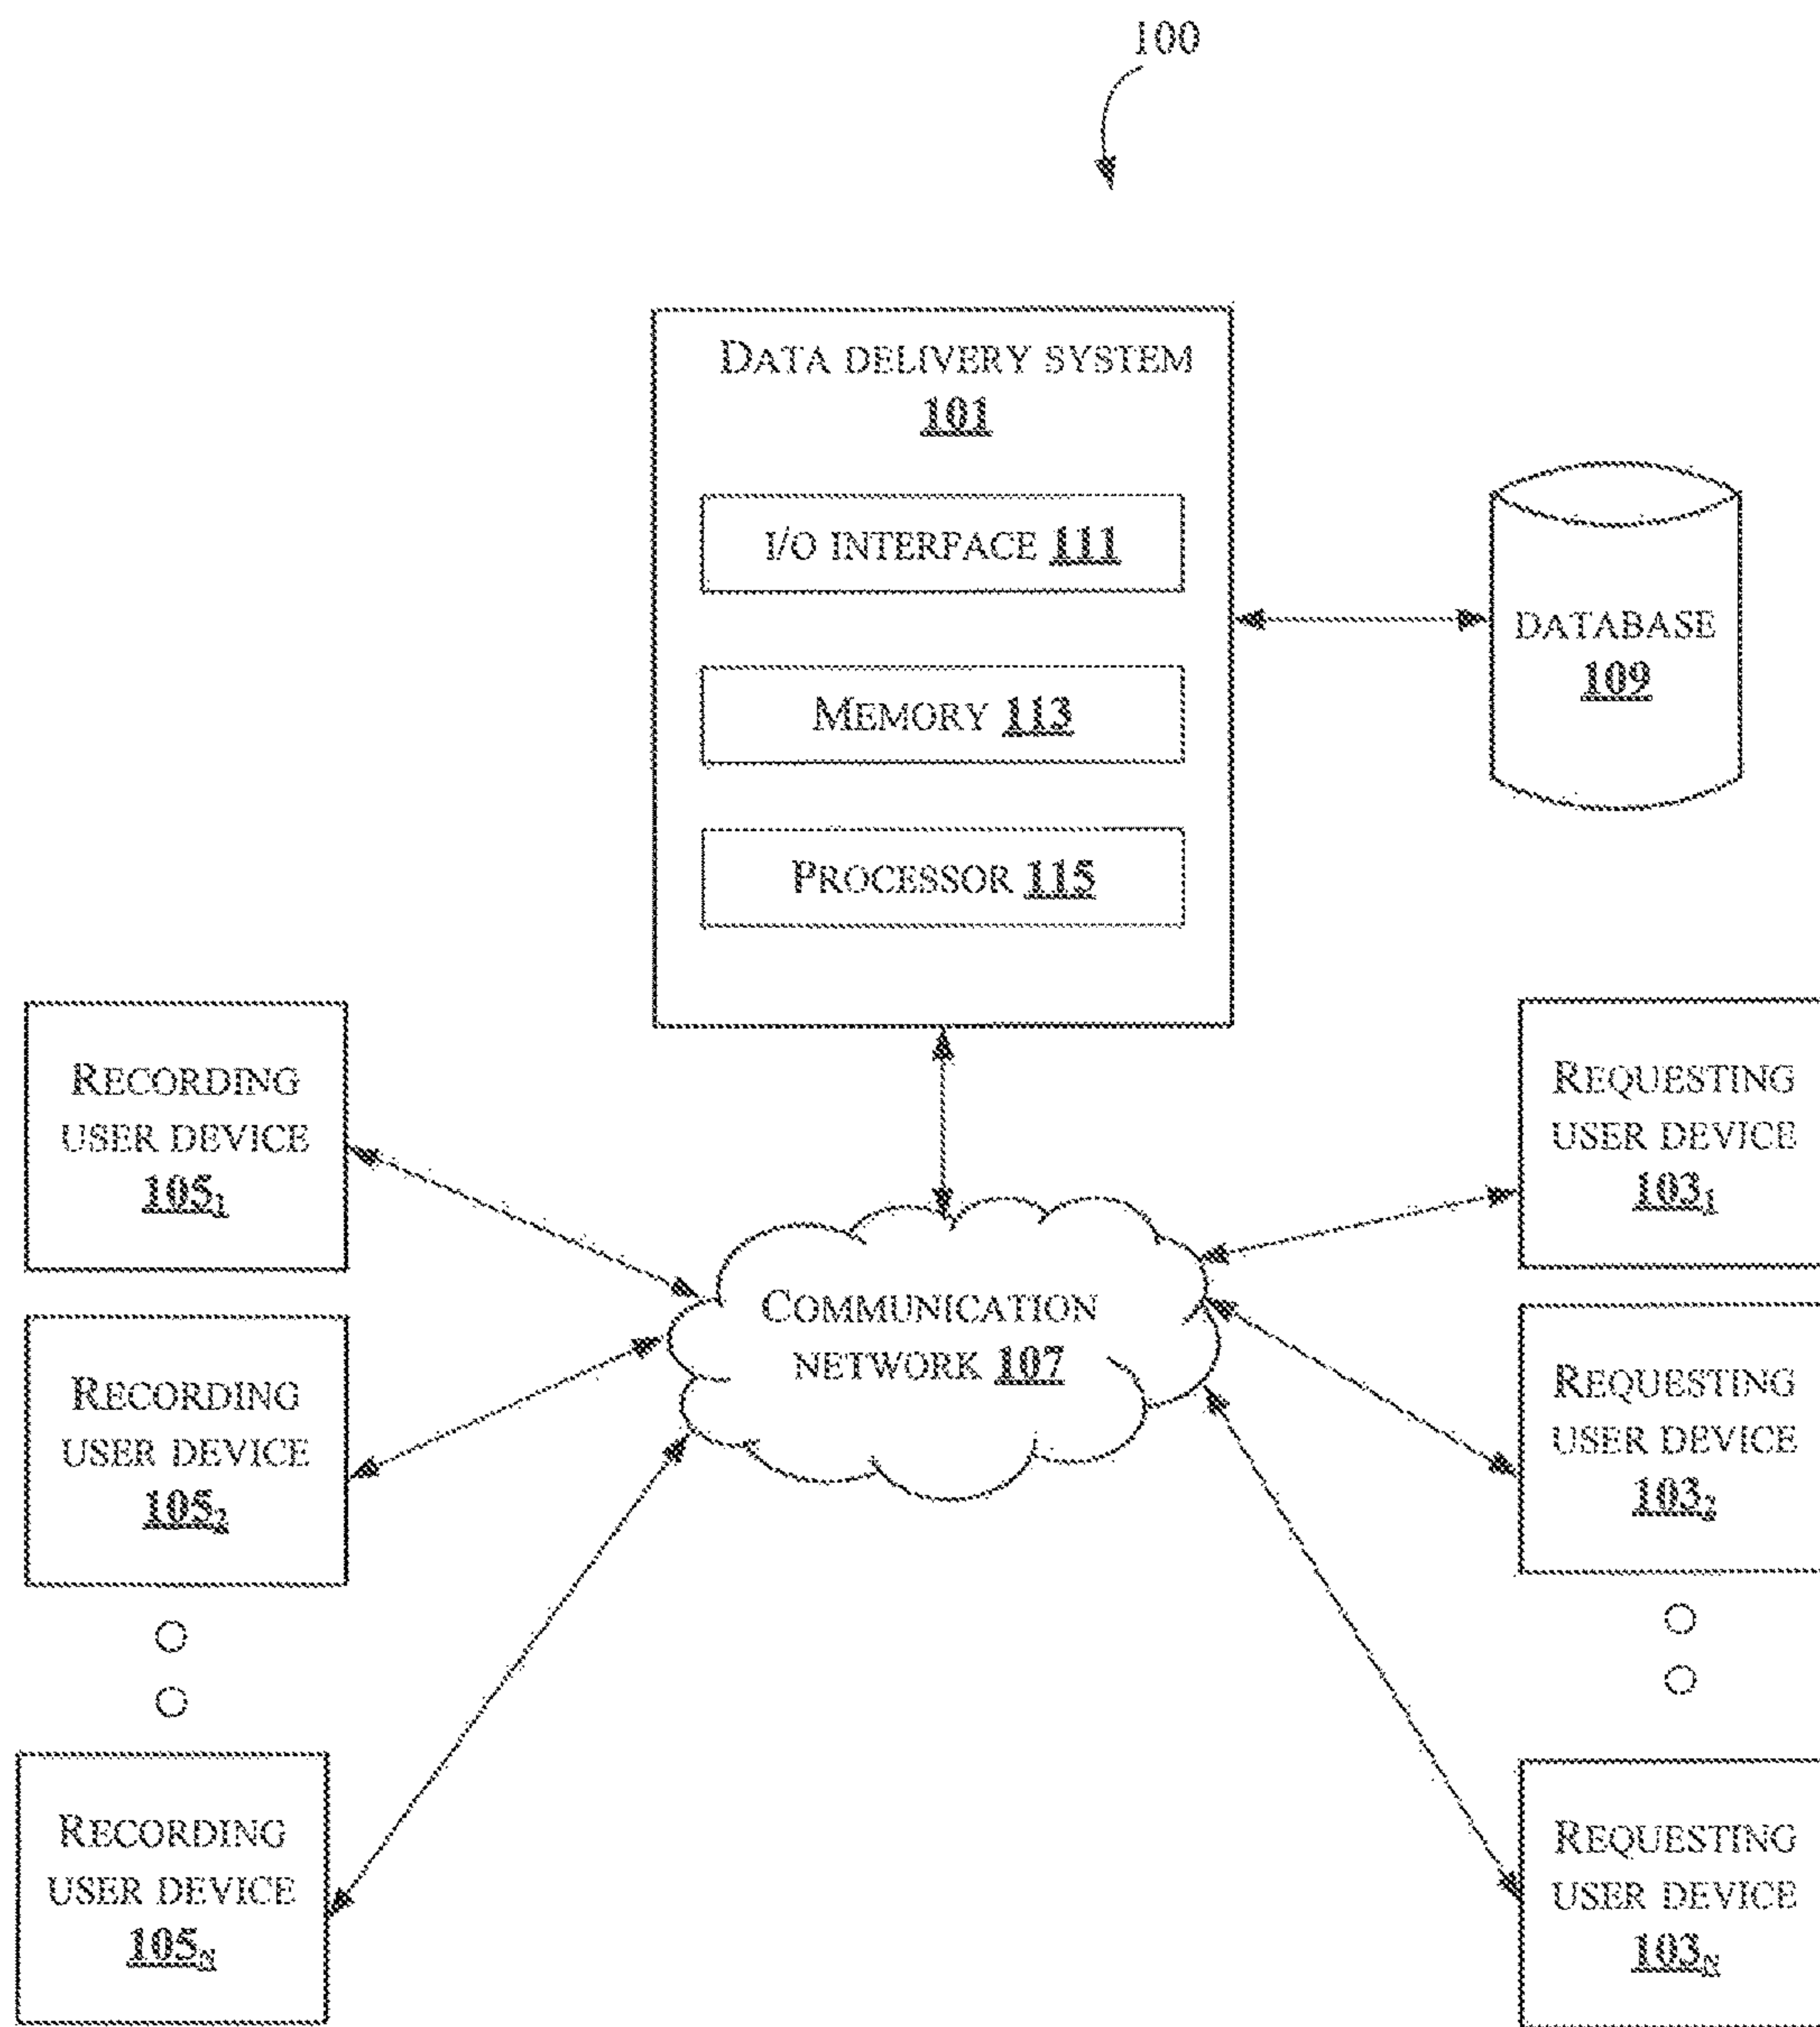 100
DATA DELIVERY SYSTEM
101
I/O INTERFACE 111
MEMORY 113
PROCESSOR 115
DATABASE
109
RECORDING
USER DEVICE
105₁
RECORDING
USER DEVICE
105₂
RECORDING
USER DEVICE
105N
COMMUNICATION
NETWORK 107
REQUESTING
USER DEVICE
103₁
REQUESTING
USER DEVICE
103₂
REQUESTING
USER DEVICE
103N